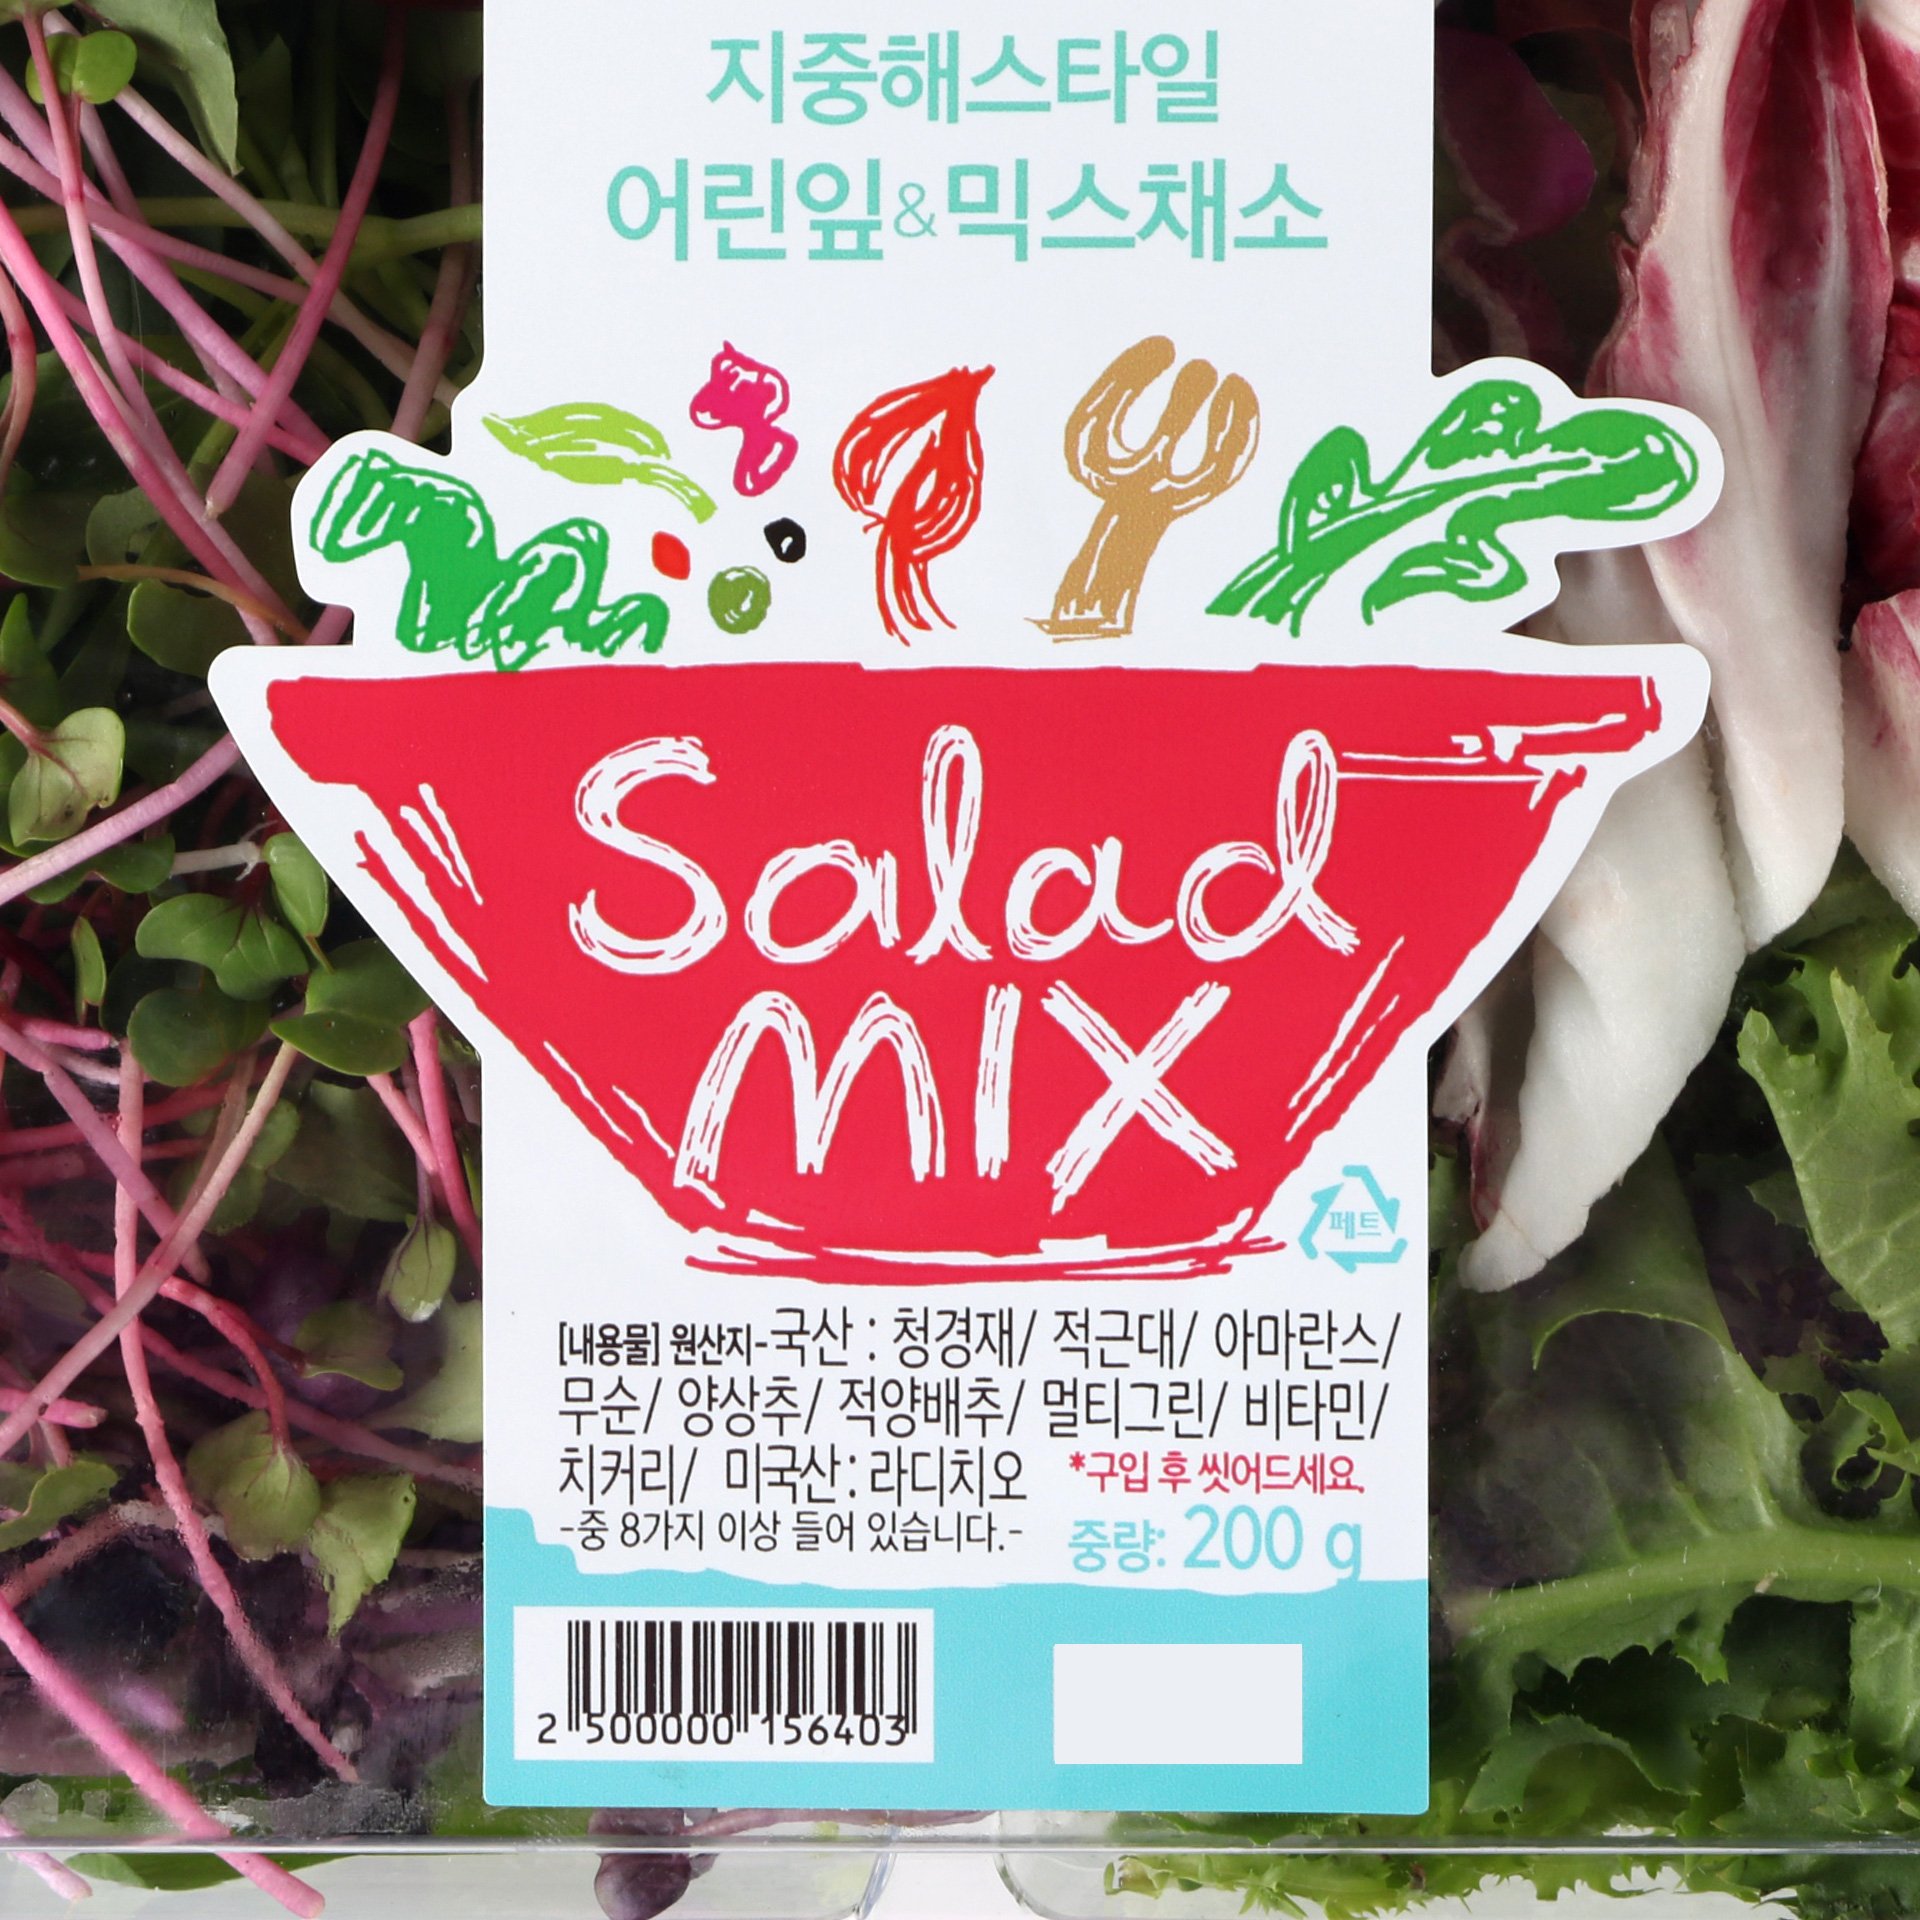 지중해스타일
어린잎&믹스채소
Salad
MIX
페트
[내용물] 원산지-국산 : 청경재/ 적근대/ 아마란스/
무순/ 양상추/ 적양배추/ 멀티그린/ 비타민/
치커리/ 미국산: 라디치오 *구입 후 씻어드세요.
-중 8가지 이상 들어 있습니다.-
중량: 200 g
2 500000 156403